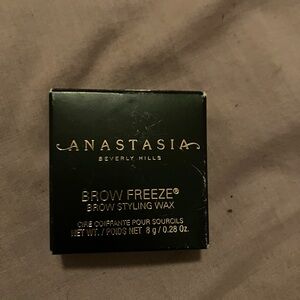 ANASTASIA
BEVERLY HILLS
BROW FREEZE®
BROW STYLING WAX
CIRE COIFFANTE POUR SOURCILS
NET WT. / POIDS NET 8 g / 0.28 Oz.